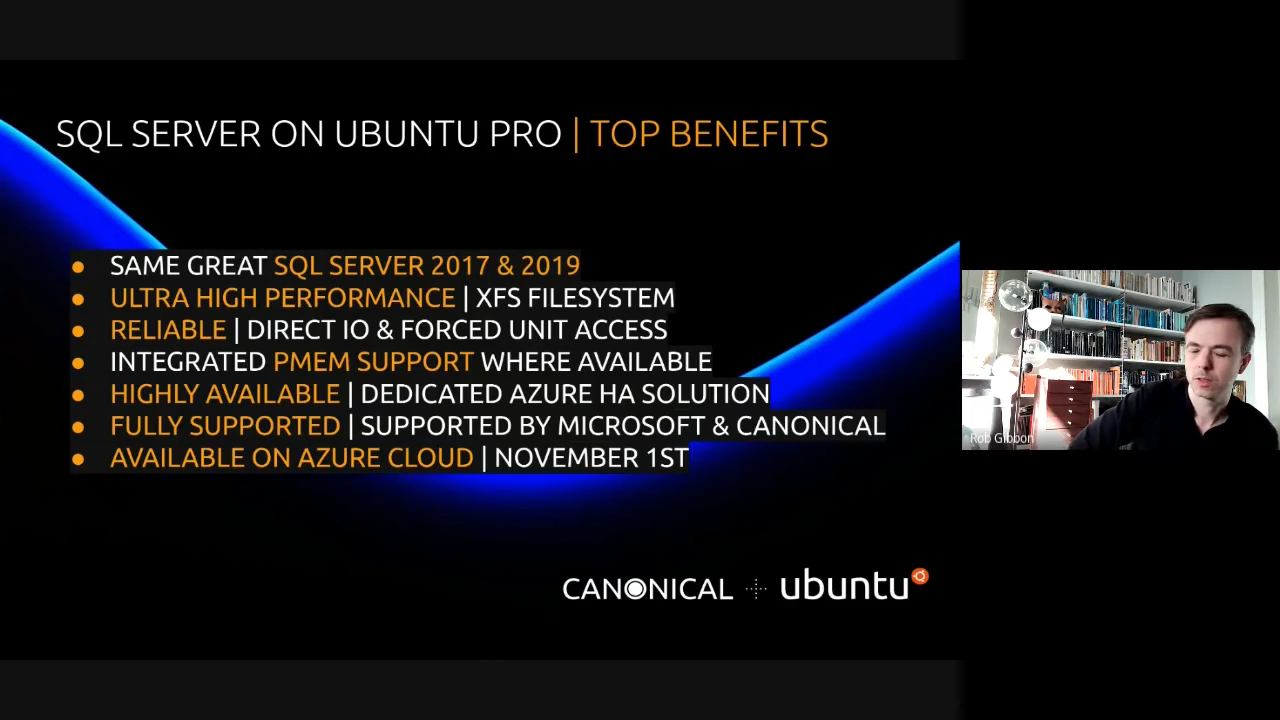 SQL SERVER ON UBUNTU PRO | TOP BENEFITS
● SAME GREAT SQL SERVER 2017 & 2019
● ULTRA HIGH PERFORMANCE | XFS FILESYSTEM
● RELIABLE | DIRECT IO & FORCED UNIT ACCESS
● INTEGRATED PMEM SUPPORT WHERE AVAILABLE
● HIGHLY AVAILABLE | DEDICATED AZURE HA SOLUTION
● FULLY SUPPORTED | SUPPORTED BY MICROSOFT & CANONICAL
● AVAILABLE ON AZURE CLOUD | NOVEMBER 1ST
Rob Gibbon
CANONICAL ubuntu